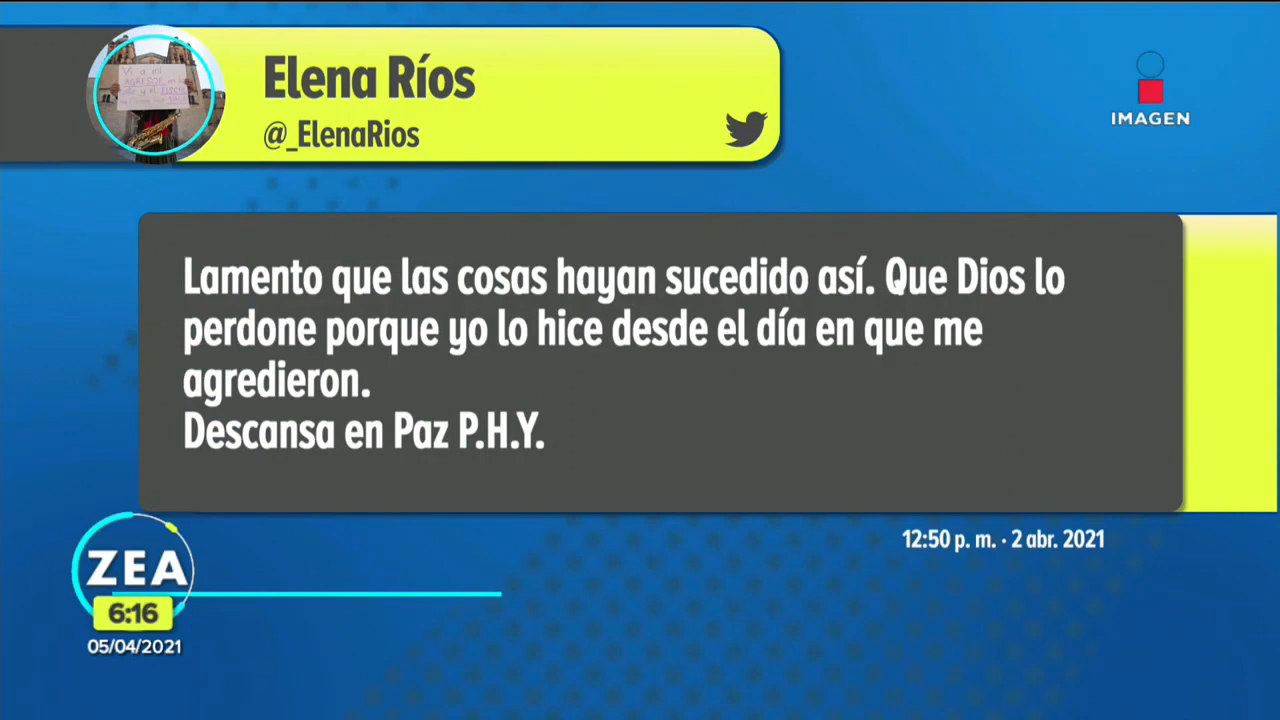 Elena Ríos
@_ElenaRios
IMAGEN
Lamento que las cosas hayan sucedido así. Que Dios lo
perdone porque yo lo hice desde el día en que me
agredieron.
Descansa en Paz P.H.Y.
12:50 p. m. · 2 abr. 2021
ZEA
6:16
05/04/2021